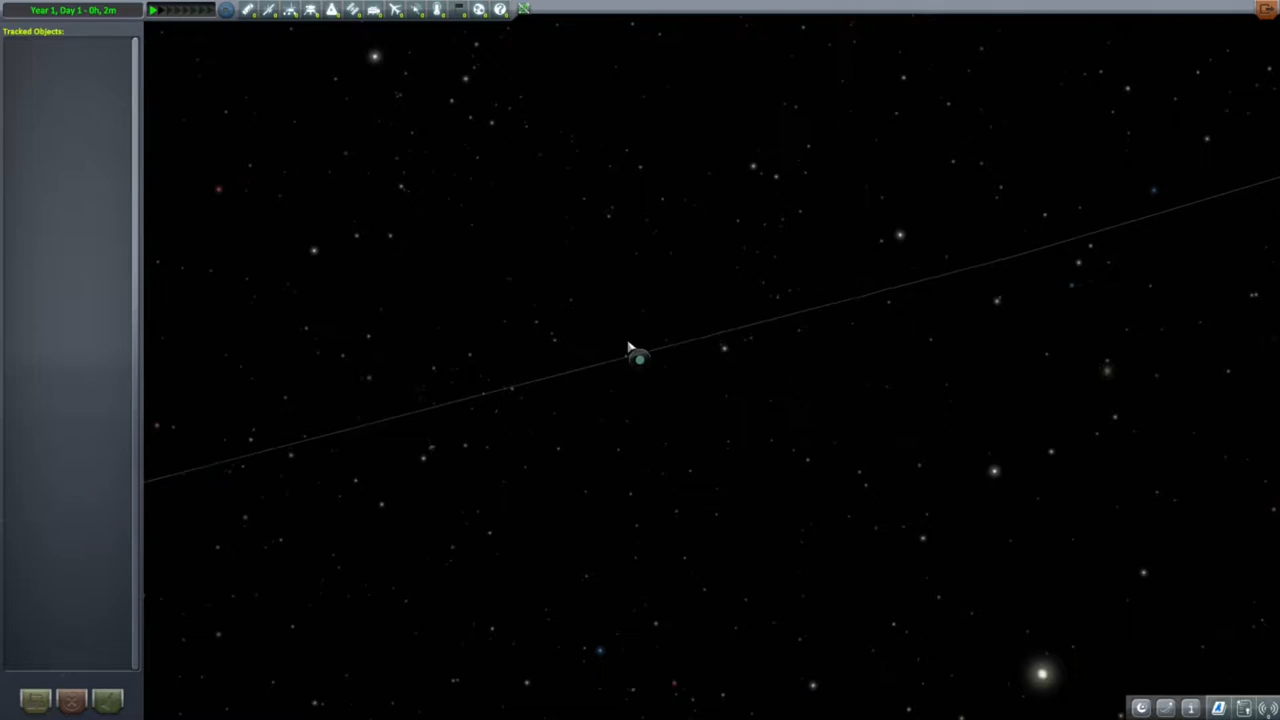 Year 1, Day 1 - 0h, 2m
Tracked Objects: